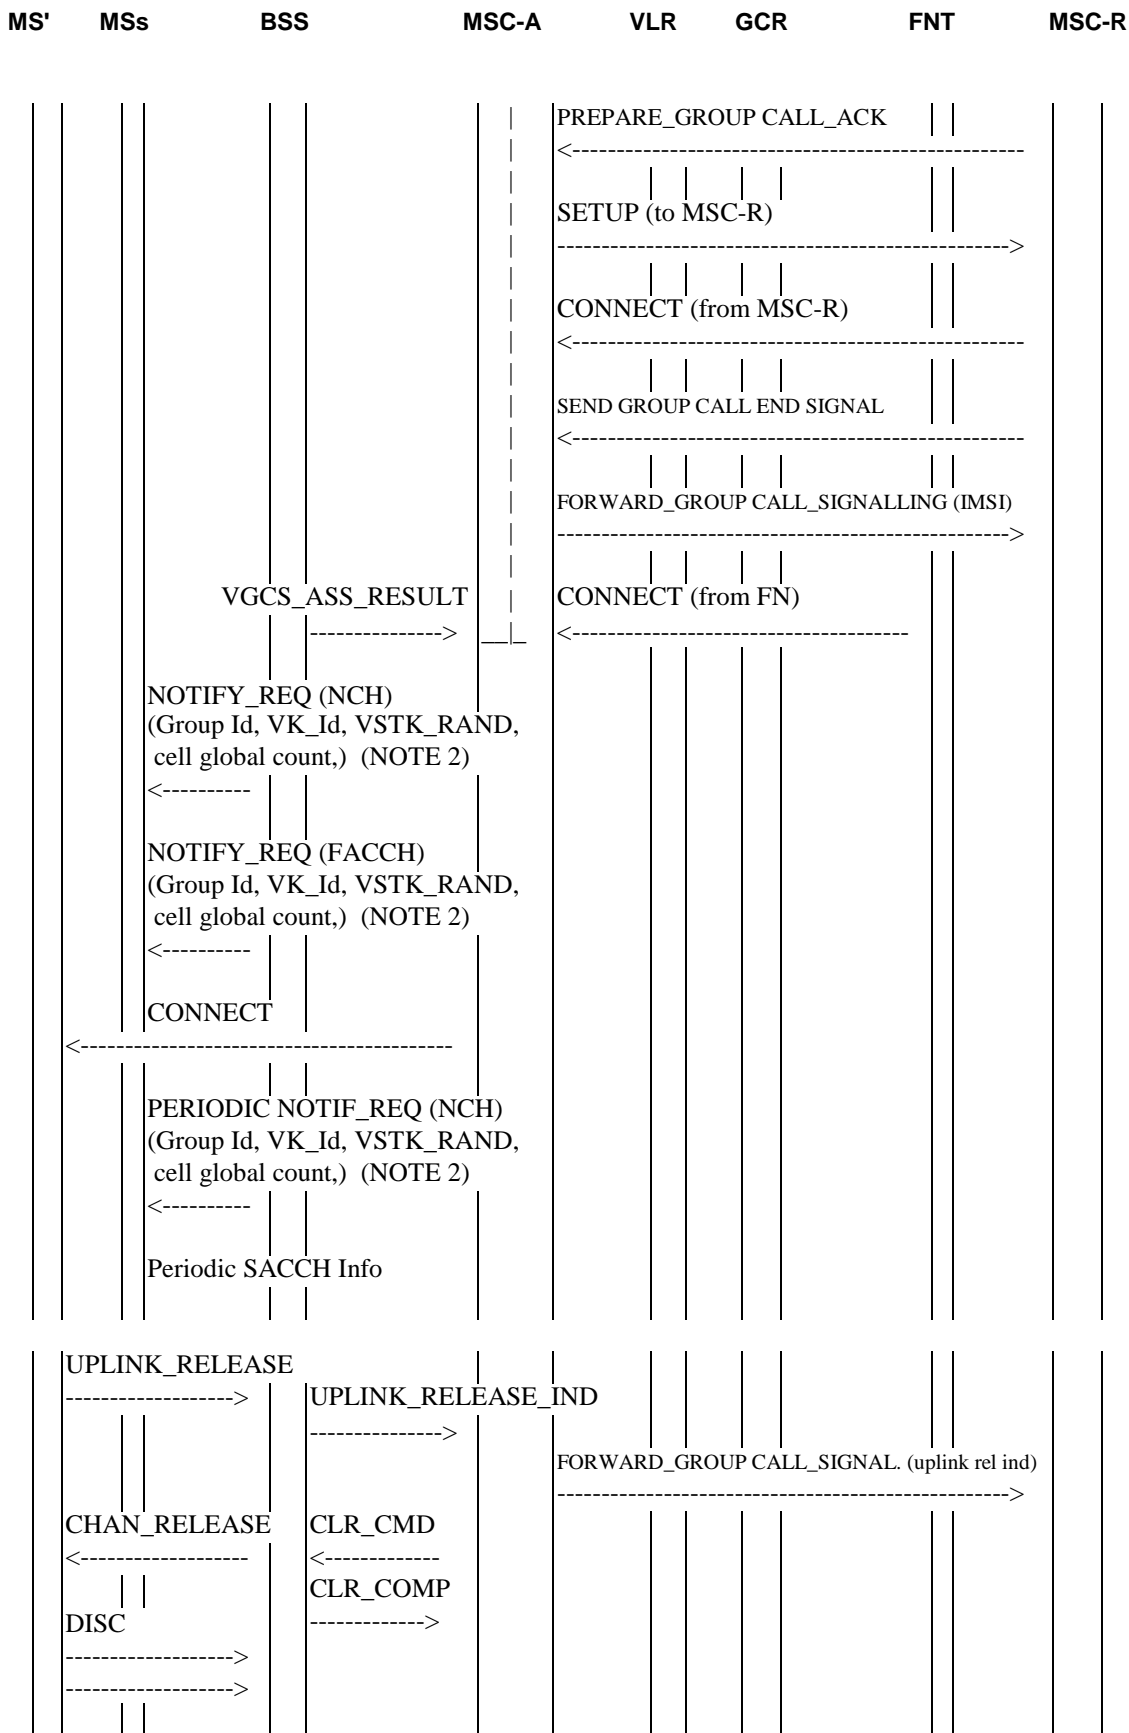 MS' MSs BSS MSC-A VLR GCR FNT MSC-R
PREPARE_GROUP CALL_ACK
SETUP (to MSC-R)
CONNECT (from MSC-R)
SEND GROUP CALL END SIGNAL
FORWARD_GROUP CALL_SIGNALLING (IMSI)
VGCS_ASS_RESULT CONNECT (from FN)
NOTIFY_REQ (NCH)
(Group Id, VK_Id, VSTK_RAND,
cell global count,) (NOTE 2)
NOTIFY_REQ (FACCH)
(Group Id, VK_Id, VSTK_RAND,
cell global count,) (NOTE 2)
CONNECT
PERIODIC NOTIF_REQ (NCH)
(Group Id, VK_Id, VSTK_RAND,
cell global count,) (NOTE 2)
Periodic SACCH Info
UPLINK_RELEASE
UPLINK_RELEASE_IND
FORWARD_GROUP CALL_SIGNAL. (uplink rel ind)
CHAN_RELEASE CLR_CMD
CLR_COMP
DISC